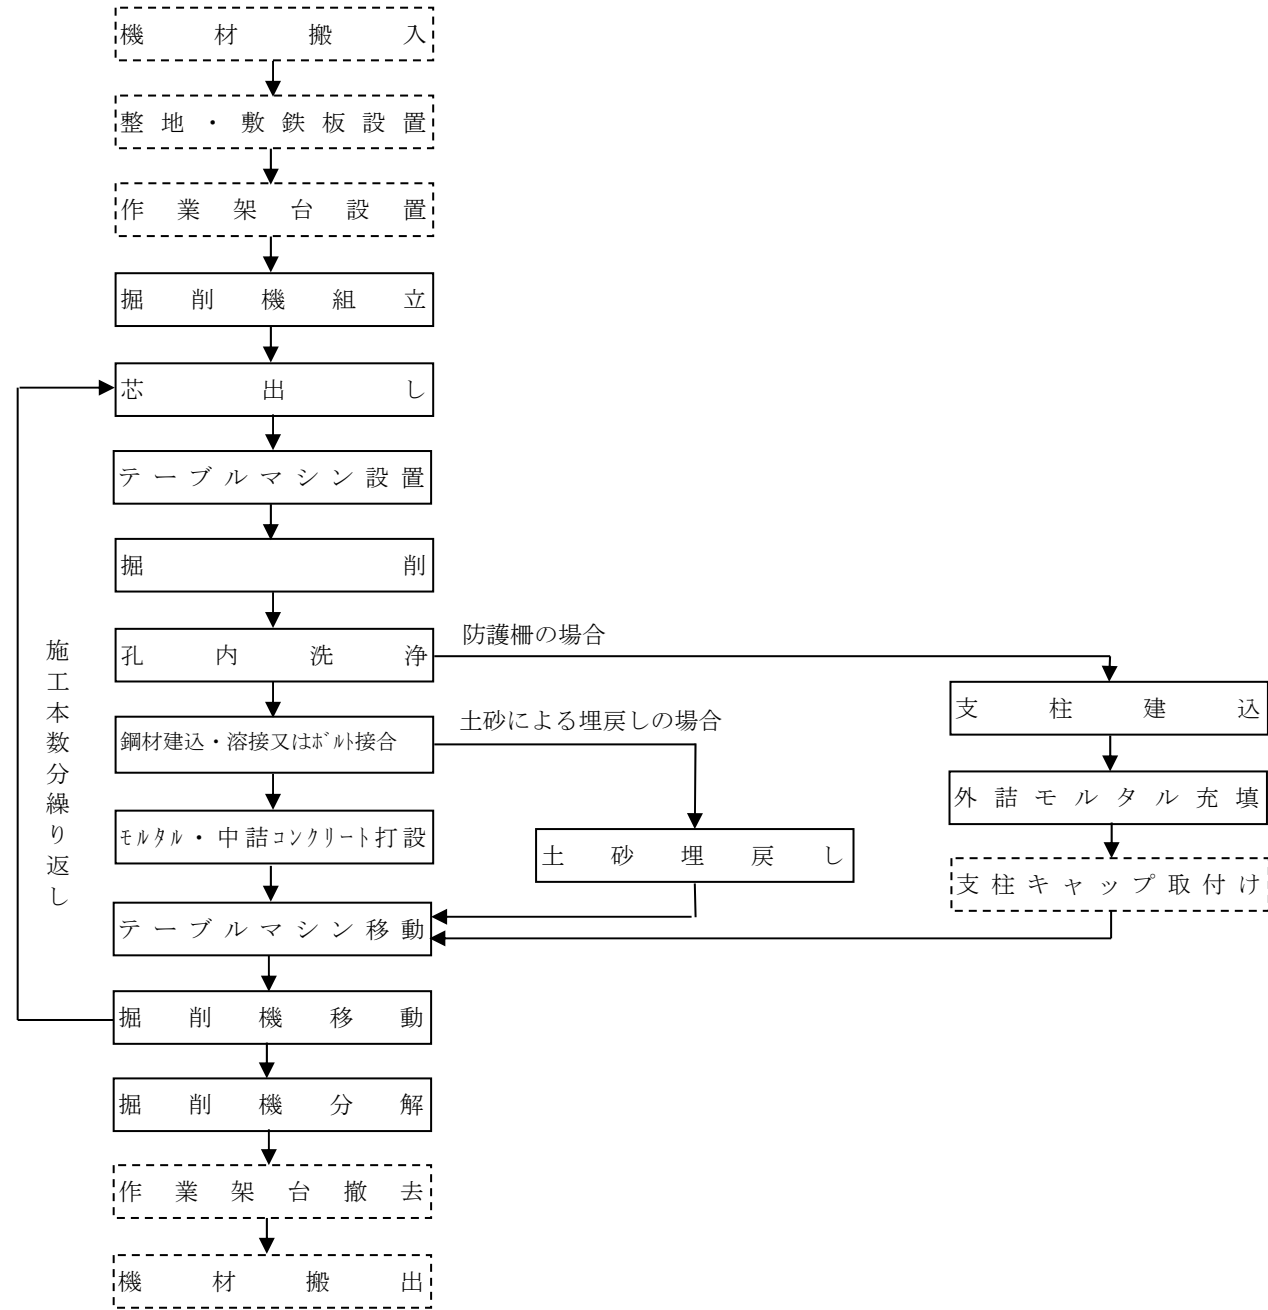 機材搬入
整地・敷鉄板設置
作業架台設置
掘削機組立
芯出し
テーブルマシン設置
掘削
孔内洗浄
防護柵の場合
支柱建込
鋼材建込・溶接又はﾎﾞﾙﾄ接合
土砂による埋戻しの場合
外詰モルタル充填
ﾓﾙﾀﾙ・中詰ｺﾝｸﾘｰﾄ打設
土砂埋戻し
支柱キャップ取付け
テーブルマシン移動
掘削機移動
施工本数分繰り返し
掘削機分解
作業架台撤去
機材搬出